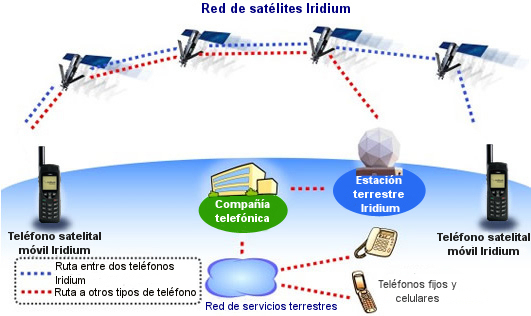 Red de satélites Iridium
Compañía
telefónica
Estación
terrestre
Iridium
Teléfono satelital
móvil Iridium
Teléfono satelital
móvil Iridium
Ruta entre dos teléfonos
Iridium
Ruta a otros tipos de teléfono
Red de servicios terrestres
Teléfonos fijos y
celulares